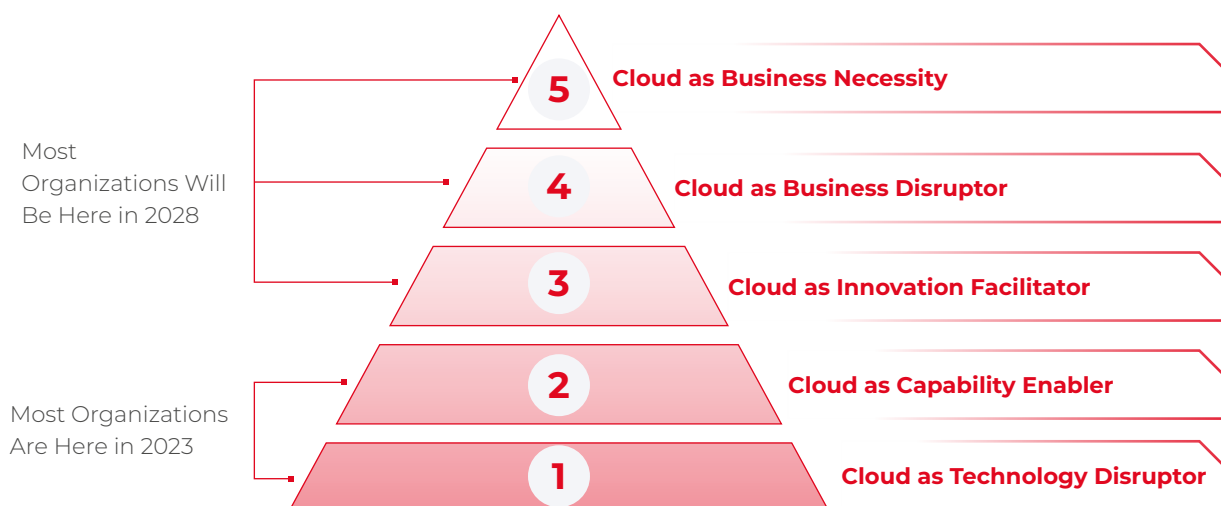 5
Cloud as Business Necessity
Most
Organizations Will
Be Here in 2028
4
Cloud as Business Disruptor
3
Cloud as Innovation Facilitator
2
Cloud as Capability Enabler
Most Organizations
Are Here in 2023
1
Cloud as Technology Disruptor